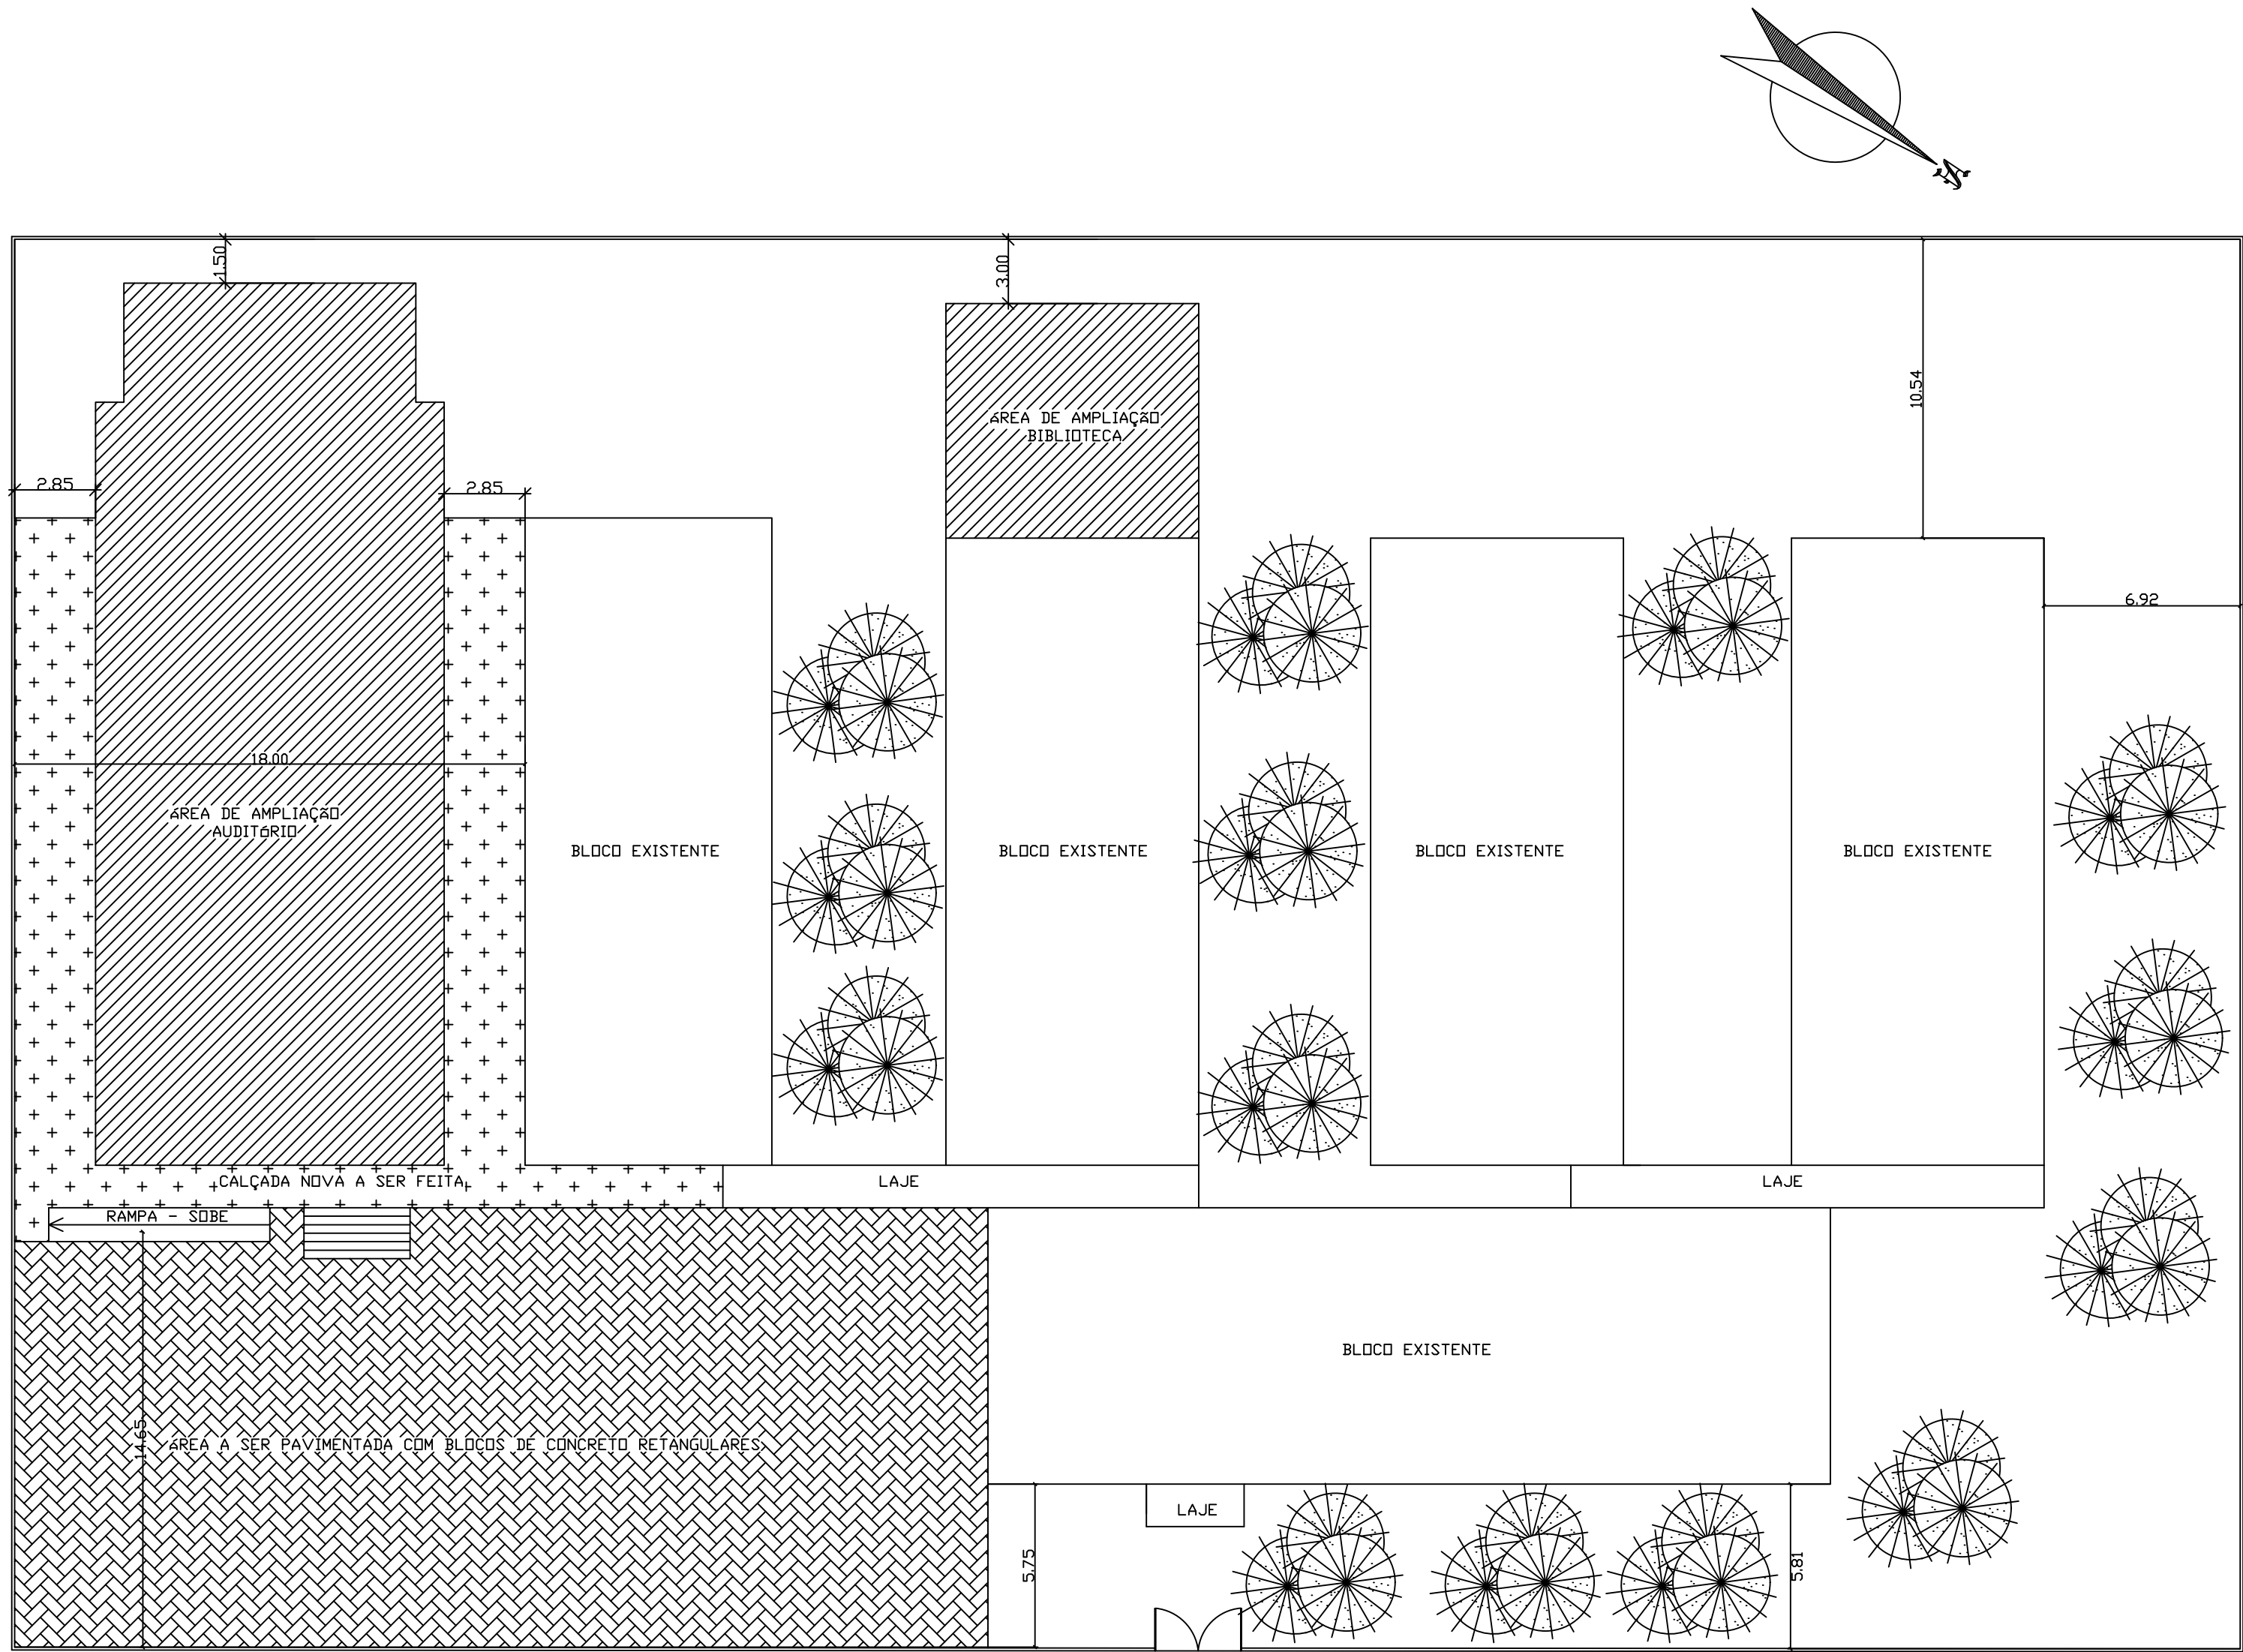 N
1.50
3.00
10.54
ÁREA DE AMPLIAÇÃO
BIBLIOTECA
2.85
2.85
6.92
18.00
ÁREA DE AMPLIAÇÃO
AUDITóRIO
BLOCO EXISTENTE
BLOCO EXISTENTE
BLOCO EXISTENTE
BLOCO EXISTENTE
CALÇADA NOVA A SER FEITA
LAJE
LAJE
RAMPA - SOBE
BLOCO EXISTENTE
14.65
ÁREA A SER PAVIMENTADA COM BLOCOS DE CONCRETO RETANGULARES
LAJE
5.75
5.81